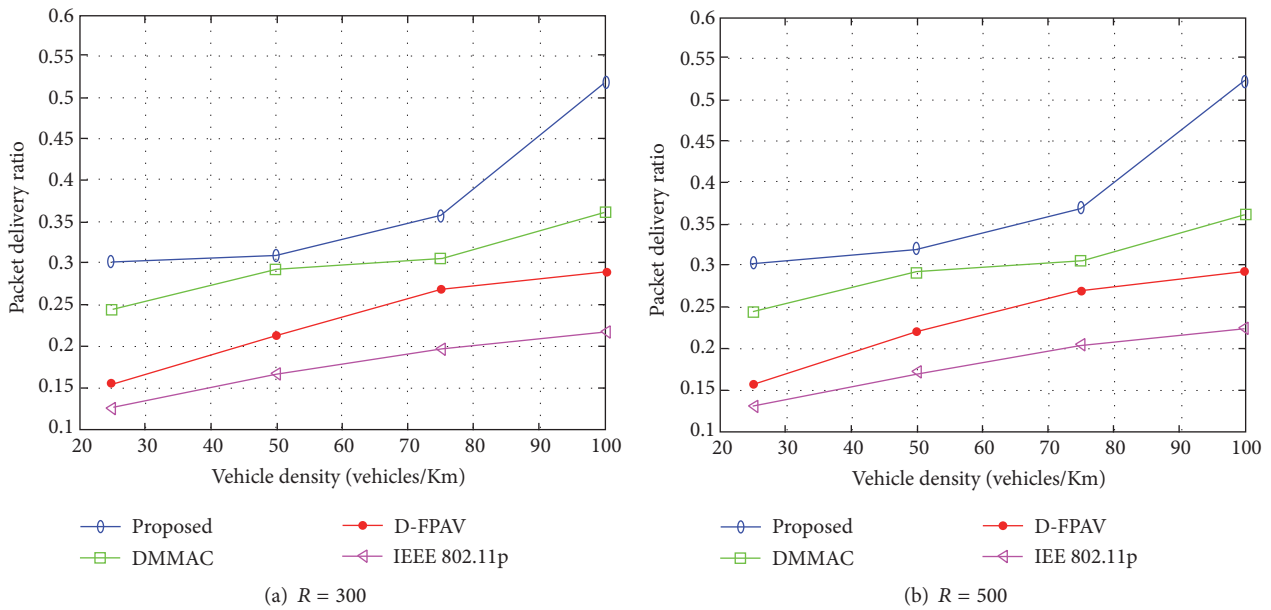 0.6
0.55
0.5
0.45
0.4
0.35
0.3
0.25
0.2
0.15
0.1
Packet delivery ratio
20 30 40 50 60 70 80 90 100
Vehicle density (vehicles/Km)
Proposed
DMMAC
D-FPAV
IEEE 802.11p
(a) R = 300
0.6
0.55
0.5
0.45
0.4
0.35
0.3
0.25
0.2
0.15
0.1
Packet delivery ratio
20 30 40 50 60 70 80 90 100
Vehicle density (vehicles/Km)
Proposed
DMMAC
D-FPAV
IEE 802.11p
(b) R = 500